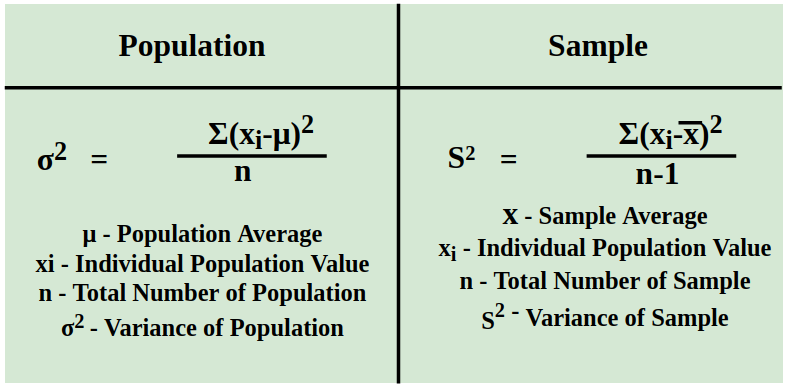 Population
σ² = Σ(xᵢ-μ)²
n
μ - Population Average
xi - Individual Population Value
n - Total Number of Population
σ² - Variance of Population
Sample
S² = Σ(xᵢ-x̅)²
n-1
x - Sample Average
xᵢ - Individual Population Value
n - Total Number of Sample
S² - Variance of Sample